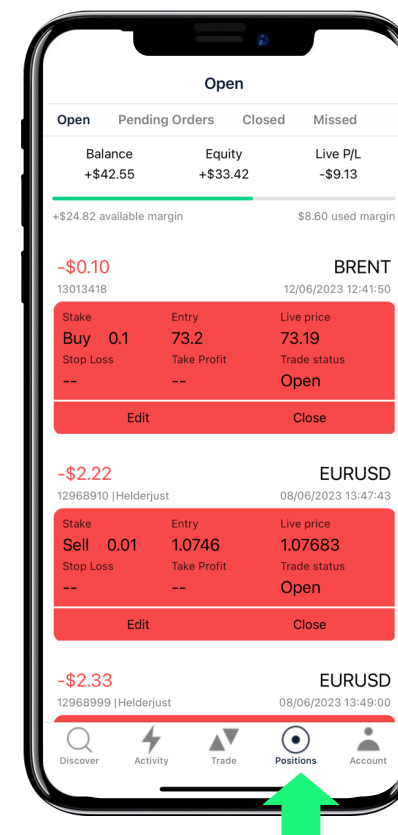 Open
Open Pending Orders Closed Missed
Balance Equity Live P/L
+$42.55 +$33.42 -$9.13
+$24.82 available margin $8.60 used margin
-$0.10 BRENT
13013418 12/06/2023 12:41:50
Stake Entry Live price
Buy 0.1 73.2 73.19
Stop Loss Take Profit Trade status
-- -- Open
Edit Close
-$2.22 EURUSD
12968910 |Helderjust 08/06/2023 13:47:43
Stake Entry Live price
Sell 0.01 1.0746 1.07683
Stop Loss Take Profit Trade status
-- -- Open
Edit Close
-$2.33 EURUSD
12968999 |Helderjust 08/06/2023 13:49:00
Discover Activity Trade Positions Account